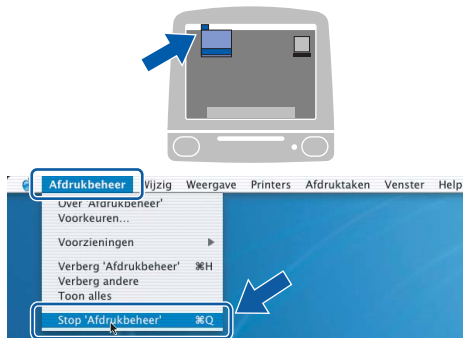 Afdrukbeheer Wijzig Weergave Printers Afdruktaken Venster Help
Over 'Afdrukbeheer'
Voorkeuren...
Voorzieningen ▶
Verberg 'Afdrukbeheer' ⌘H
Verberg andere
Toon alles
Stop 'Afdrukbeheer' ⌘Q